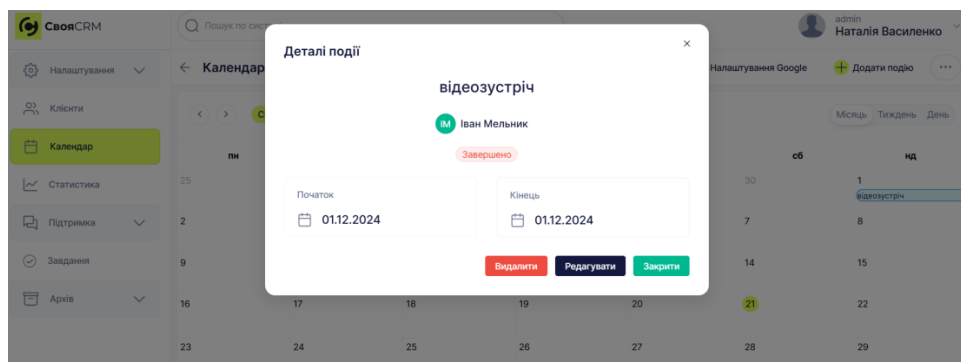 СвояCRM
Пошук по сист
admin
Наталія Василенко
Налаштування
Клієнти
Календар
Статистика
Підтримка
Завдання
Архів
Календар
Налаштування Google
Додати подію
Місяць Тиждень День
пн сб нд
25 30 1
відеозустріч
2 7 8
9 14 15
16 17 18 19 20 21 22
23 24 25 26 27 28 29
Деталі події
відеозустріч
ІМ Іван Мельник
Завершено
Початок
01.12.2024
Кінець
01.12.2024
Видалити Редагувати Закрити